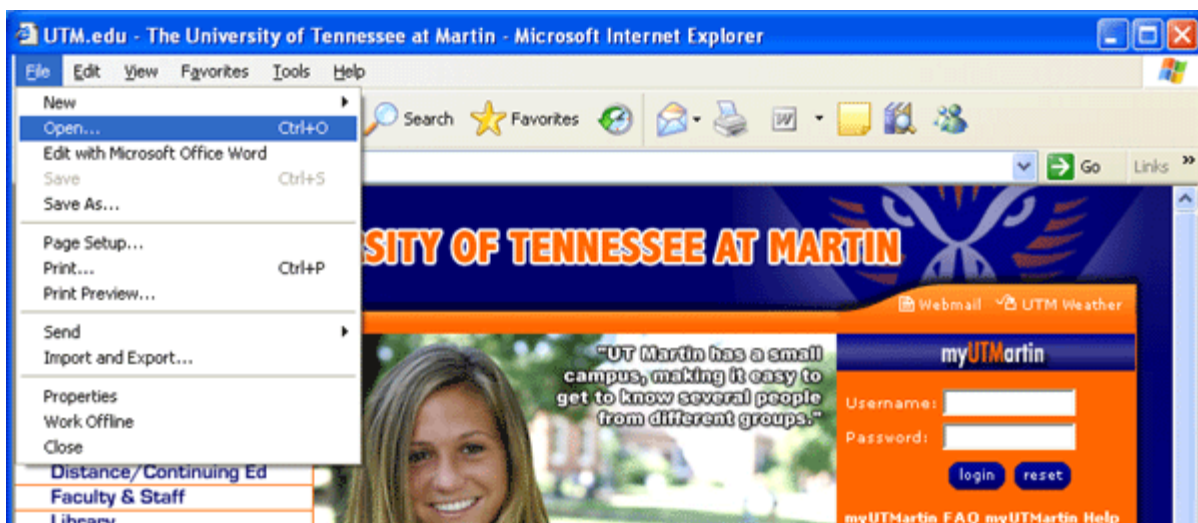 UTM.edu - The University of Tennessee at Martin - Microsoft Internet Explorer
File Edit View Favorites Tools Help
New
Open... Ctrl+O
Edit with Microsoft Office Word
Save Ctrl+S
Save As...
Page Setup...
Print... Ctrl+P
Print Preview...
Send
Import and Export...
Properties
Work Offline
Close
Search Favorites W
Go Links »
SITY OF TENNESSEE AT MARTIN
Webmail UTM Weather
"UT Martin has a small
campus, making it easy to
get to know several people
from different groups."
myUTMartin
Username:
Password:
login reset
myUTMartin FAQ myUTMartin Help
Distance/Continuing Ed
Faculty & Staff
Library